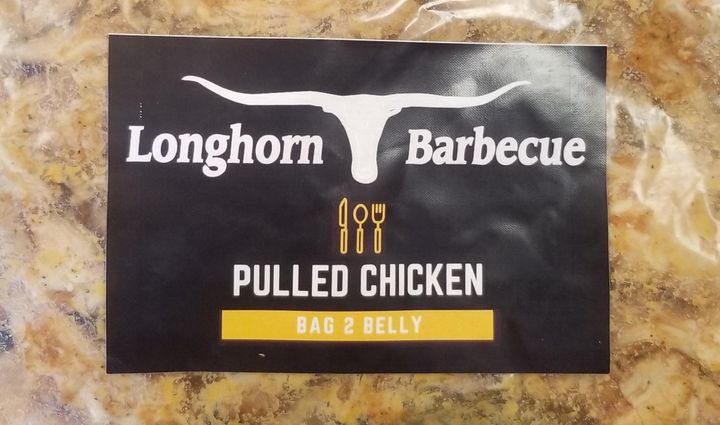 Longhorn Barbecue
PULLED CHICKEN
BAG 2 BELLY